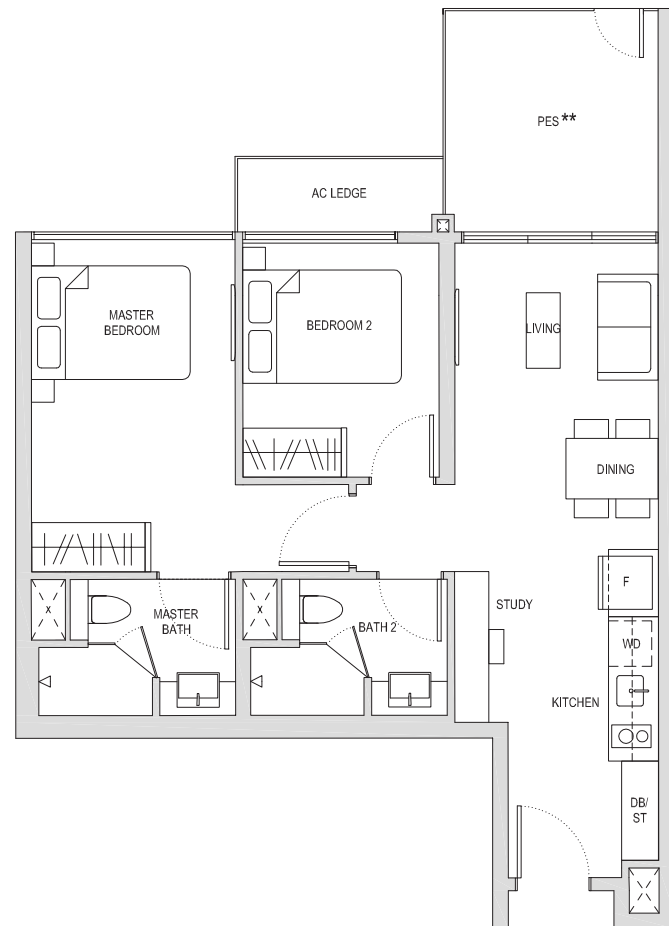 PES**
AC LEDGE
MASTER
BEDROOM
BEDROOM 2
LIVING
DINING
F
STUDY
x
MASTER
BATH
x
BATH 2
WD
KITCHEN
DB/
ST